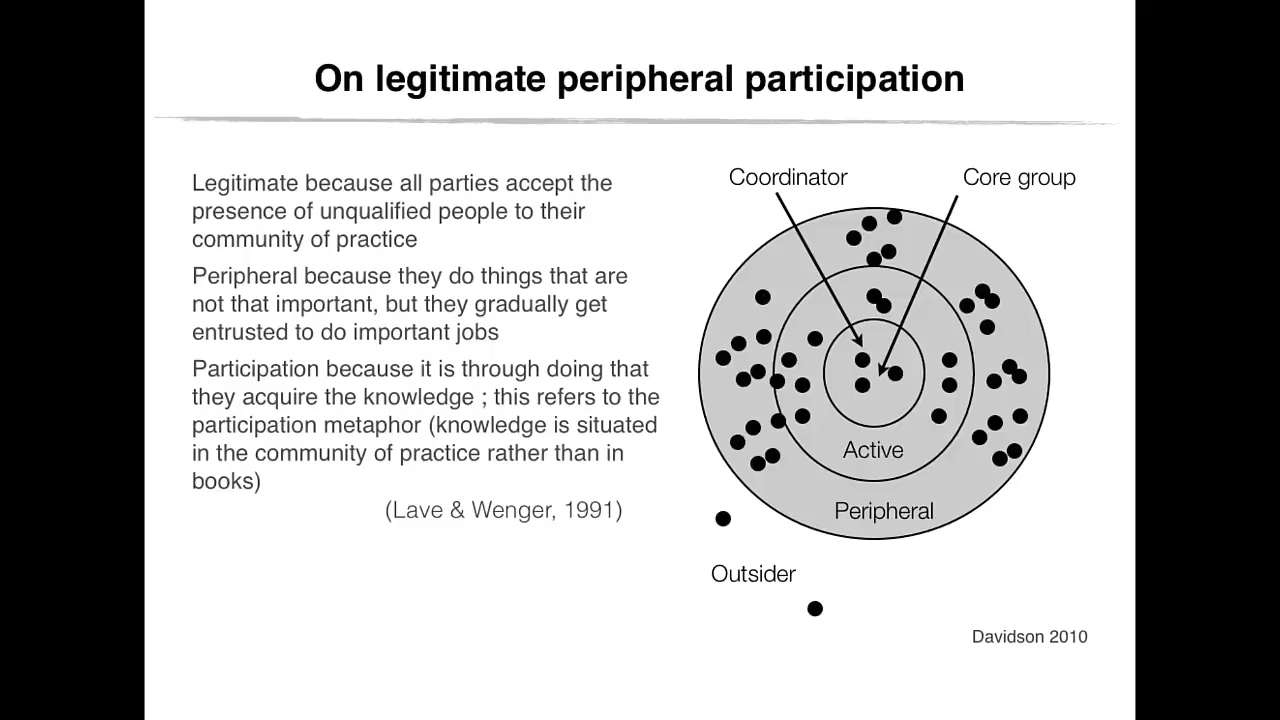 On legitimate peripheral participation
Legitimate because all parties accept the
presence of unqualified people to their
community of practice
Peripheral because they do things that are
not that important, but they gradually get
entrusted to do important jobs
Participation because it is through doing that
they acquire the knowledge ; this refers to the
participation metaphor (knowledge is situated
in the community of practice rather than in
books)
(Lave & Wenger, 1991)
Coordinator
Core group
Active
Peripheral
Outsider
Davidson 2010